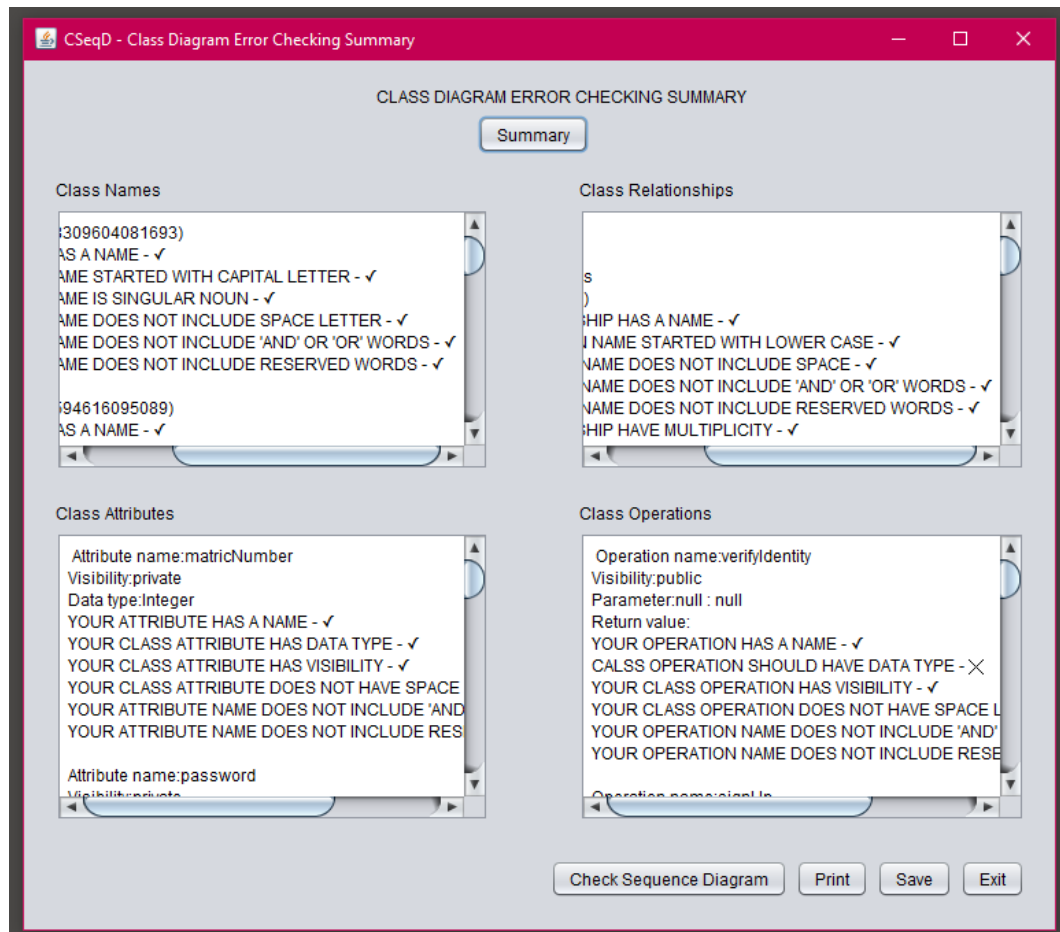 CSeqD - Class Diagram Error Checking Summary
CLASS DIAGRAM ERROR CHECKING SUMMARY
Summary
Class Names
309604081693)
AS A NAME - ✓
AME STARTED WITH CAPITAL LETTER - ✓
AME IS SINGULAR NOUN - ✓
AME DOES NOT INCLUDE SPACE LETTER - ✓
AME DOES NOT INCLUDE 'AND' OR 'OR' WORDS - ✓
AME DOES NOT INCLUDE RESERVED WORDS - ✓
594616095089)
AS A NAME - ✓
Class Relationships
s
)
SHIP HAS A NAME - ✓
NAME STARTED WITH LOWER CASE - ✓
NAME DOES NOT INCLUDE SPACE - ✓
NAME DOES NOT INCLUDE 'AND' OR 'OR' WORDS - ✓
NAME DOES NOT INCLUDE RESERVED WORDS - ✓
SHIP HAVE MULTIPLICITY - ✓
Class Attributes
Attribute name:matricNumber
Visibility:private
Data type:Integer
YOUR ATTRIBUTE HAS A NAME - ✓
YOUR CLASS ATTRIBUTE HAS DATA TYPE - ✓
YOUR CLASS ATTRIBUTE HAS VISIBILITY - ✓
YOUR CLASS ATTRIBUTE DOES NOT HAVE SPACE
YOUR ATTRIBUTE NAME DOES NOT INCLUDE 'AND
YOUR ATTRIBUTE NAME DOES NOT INCLUDE RES
Attribute name:password
Visibility:private
Class Operations
Operation name:verifyIdentity
Visibility:public
Parameter:null : null
Return value:
YOUR OPERATION HAS A NAME - ✓
CALSS OPERATION SHOULD HAVE DATA TYPE - ✕
YOUR CLASS OPERATION HAS VISIBILITY - ✓
YOUR CLASS OPERATION DOES NOT HAVE SPACE L
YOUR OPERATION NAME DOES NOT INCLUDE 'AND'
YOUR OPERATION NAME DOES NOT INCLUDE RESE
Operation name:signUp
Check Sequence Diagram
Print
Save
Exit